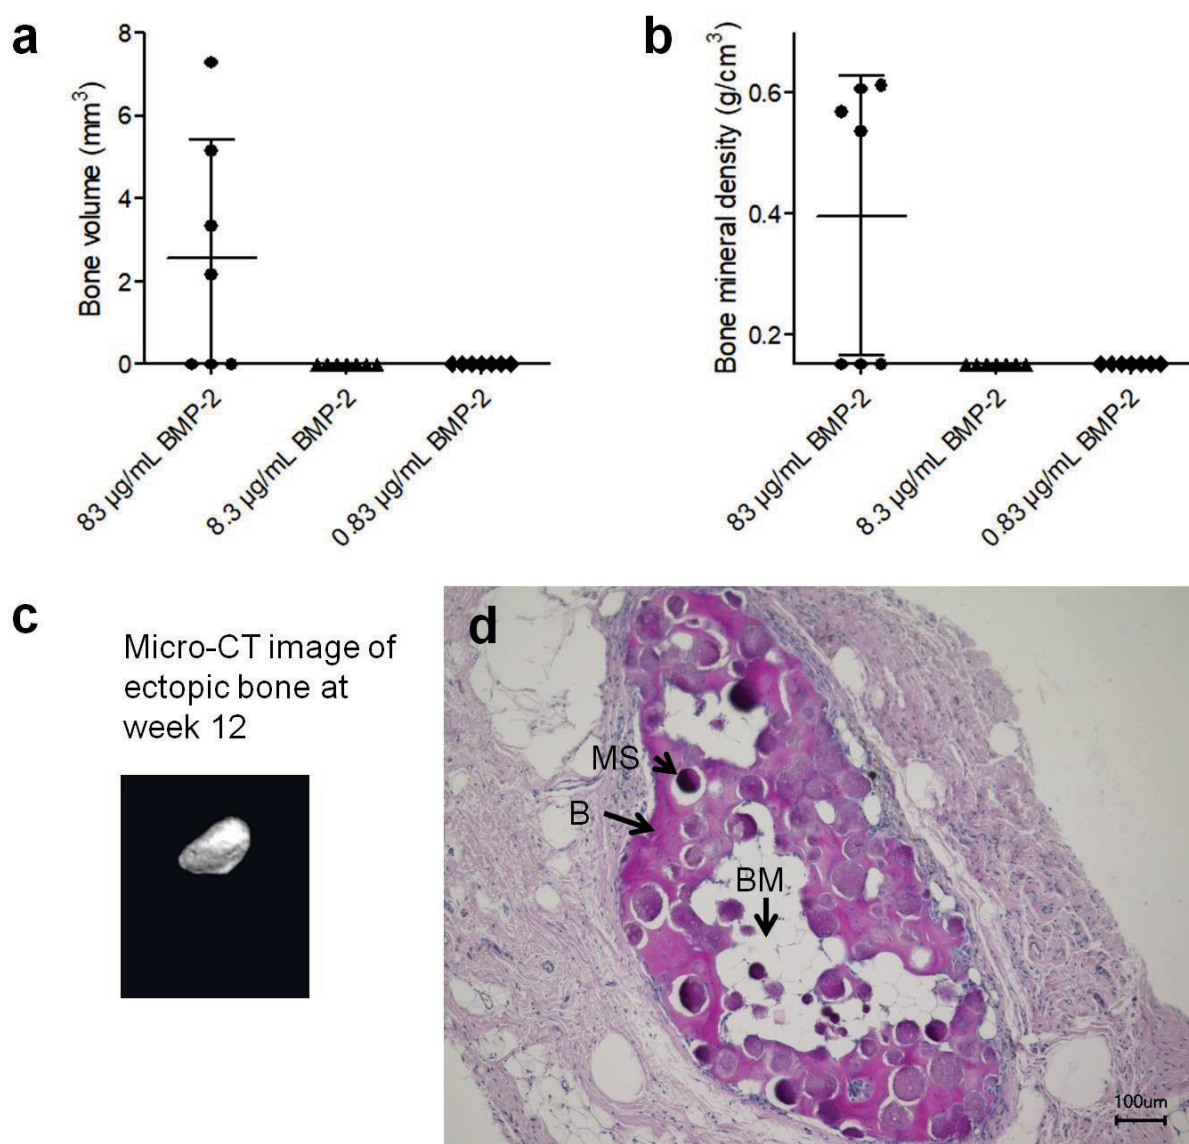 a
8
6
4
2
0
Bone volume (mm³)
83 µg/mL BMP-2
8.3 µg/mL BMP-2
0.83 µg/mL BMP-2
b
0.6
0.4
0.2
Bone mineral density (g/cm³)
83 µg/mL BMP-2
8.3 µg/mL BMP-2
0.83 µg/mL BMP-2
c
Micro-CT image of
ectopic bone at
week 12
d
MS
B
BM
100um